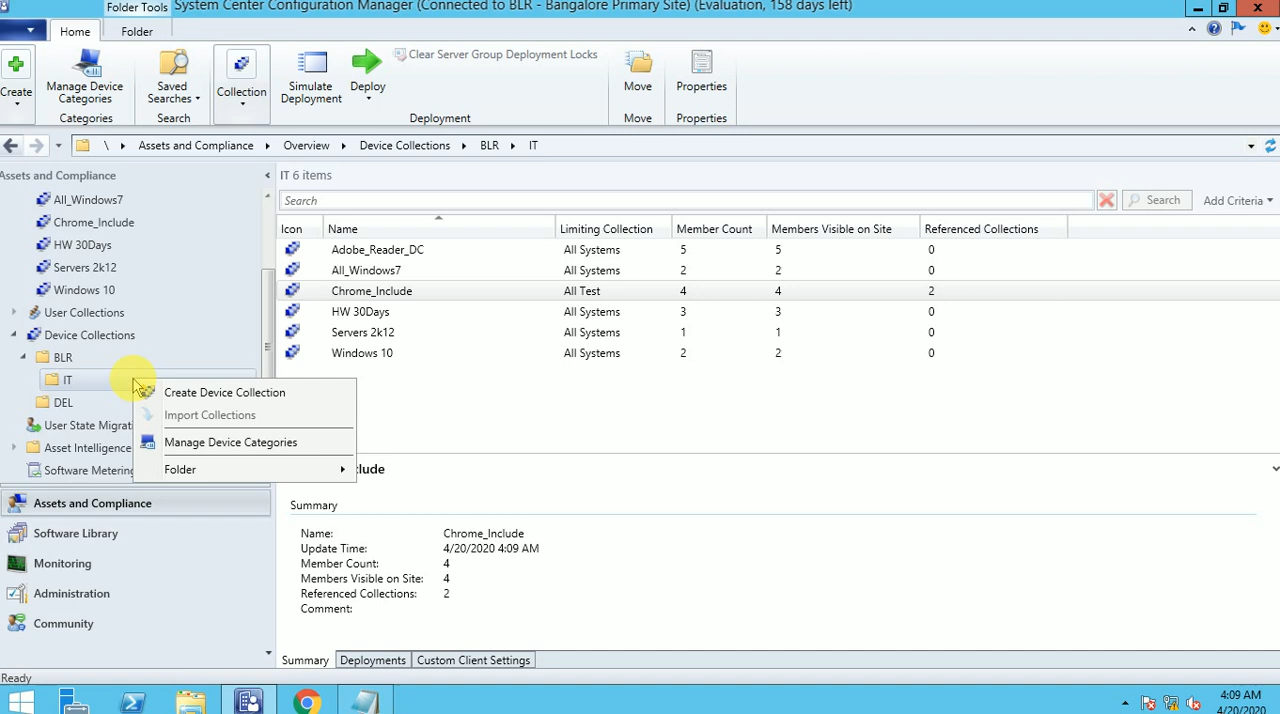 Folder Tools
System Center Configuration Manager (Connected to BLR - Bangalore Primary Site) (Evaluation, 158 days left)
Home
Folder
Create
Manage Device
Categories
Saved
Searches
Collection
Simulate
Deployment
Deploy
Clear Server Group Deployment Locks
Move
Properties
Categories
Search
Deployment
Move
Properties
\ Assets and Compliance Overview Device Collections BLR IT
Assets and Compliance
All_Windows7
Chrome_Include
HW 30Days
Servers 2k12
Windows 10
User Collections
Device Collections
BLR
IT
DEL
User State Migrat
Asset Intelligence
Software Metering
Create Device Collection
Import Collections
Manage Device Categories
Folder
Assets and Compliance
Software Library
Monitoring
Administration
Community
IT 6 items
Search
Search
Add Criteria
Icon Name Limiting Collection Member Count Members Visible on Site Referenced Collections
Adobe_Reader_DC All Systems 5 5 0
All_Windows7 All Systems 2 2 0
Chrome_Include All Test 4 4 2
HW 30Days All Systems 3 3 0
Servers 2k12 All Systems 1 1 0
Windows 10 All Systems 2 2 0
clude
Summary
Name: Chrome_Include
Update Time: 4/20/2020 4:09 AM
Member Count: 4
Members Visible on Site: 4
Referenced Collections: 2
Comment:
Summary Deployments Custom Client Settings
Ready
4:09 AM
4/20/2020